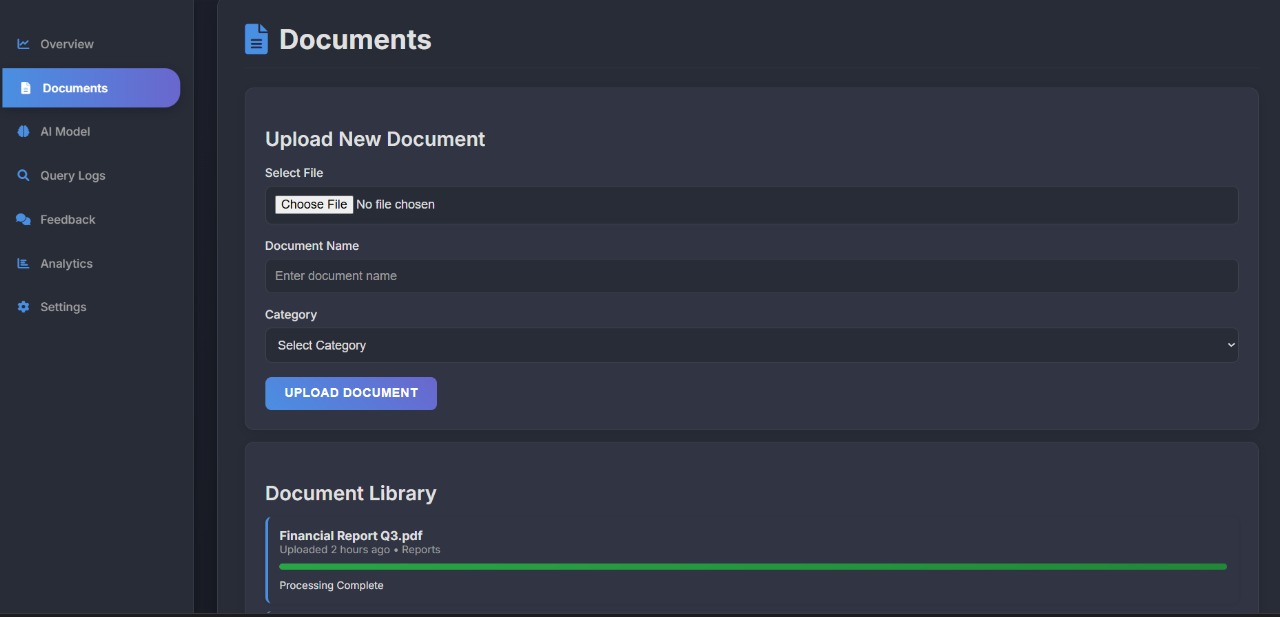 Overview
Documents
AI Model
Query Logs
Feedback
Analytics
Settings
Documents
Upload New Document
Select File
Choose File No file chosen
Document Name
Enter document name
Category
Select Category
UPLOAD DOCUMENT
Document Library
Financial Report Q3.pdf
Uploaded 2 hours ago • Reports
Processing Complete